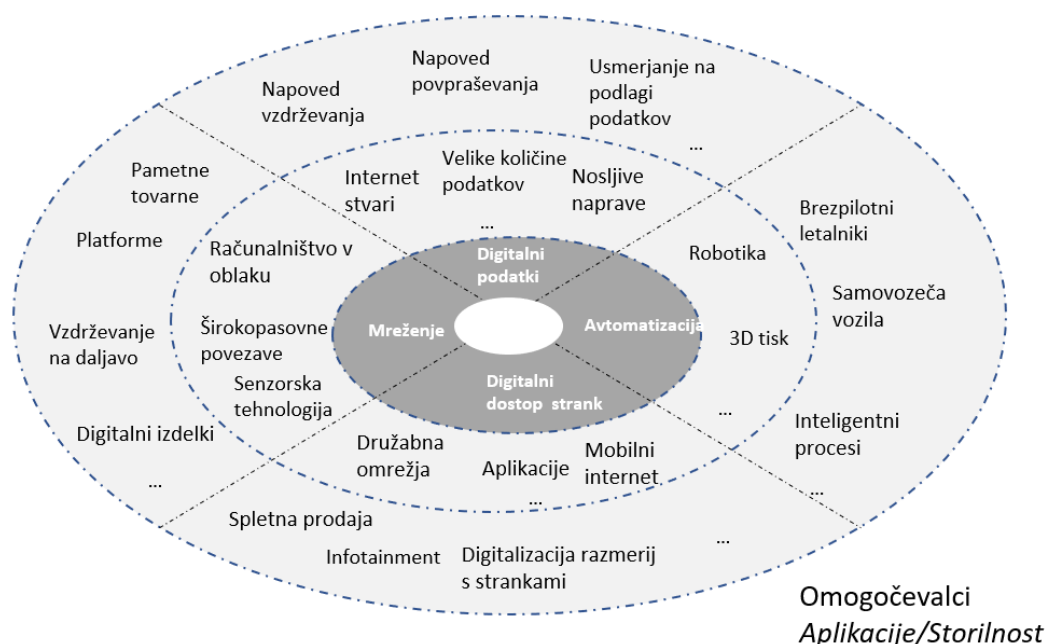 Napoved
vzdrževanja
Napoved
povpraševanja
Usmerjanje na
podlagi
podatkov
...
Pametne
tovarne
Platforme
Vzdrževanje
na daljavo
Digitalni izdelki
...
Internet
stvari
Velike količine
podatkov
Nosljive
naprave
...
Računalništvo v
oblaku
Širokopasovne
povezave
Senzorska
tehnologija
Digitalni
podatki
Mreženje
Avtomatizacija
Digitalni
dostop strank
Robotika
3D tisk
...
Brezpilotni
letalniki
Samovozeča
vozila
Inteligentni
procesi
...
Družabna
omrežja
Aplikacije
Mobilni
internet
...
Spletna prodaja
Infotainment
Digitalizacija razmerij
s strankami
...
Omogočevalci
Aplikacije/Storilnost